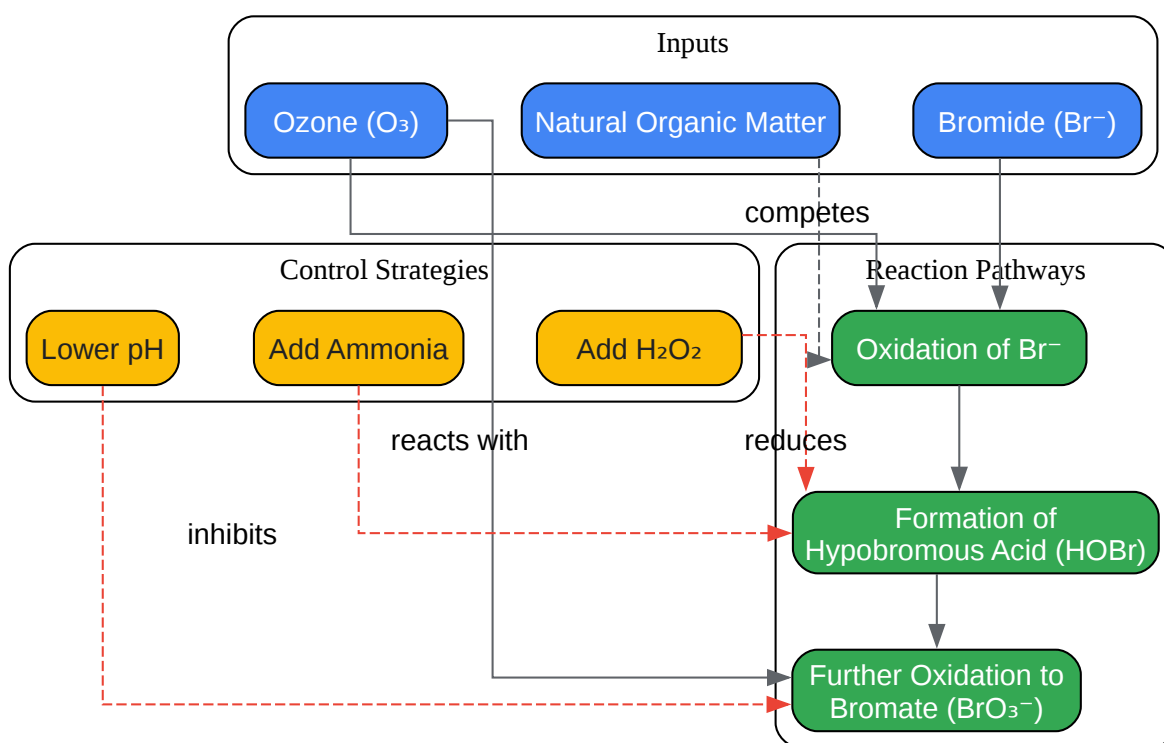 Inputs
Ozone (O₃)
Natural Organic Matter
Bromide (Br⁻)
competes
Control Strategies
Reaction Pathways
Lower pH
Add Ammonia
Add H₂O₂
Oxidation of Br⁻
reacts with
reduces
inhibits
Formation of
Hypobromous Acid (HOBr)
Further Oxidation to
Bromate (BrO₃⁻)